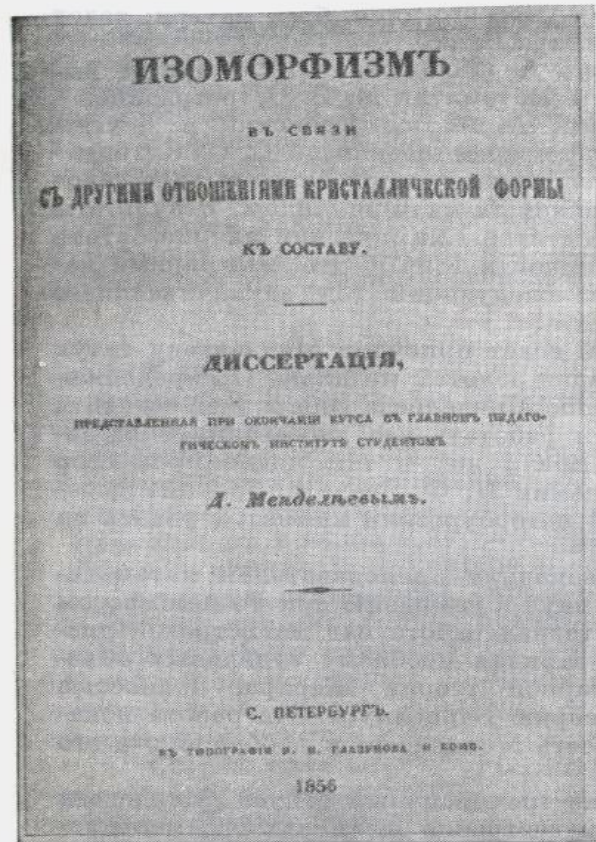 ИЗОМОРФИЗМЪ
ВЪ СВЯЗИ
СЪ ДРУГИМИ ОТНОШЕНІЯМИ КРИСТАЛЛИЧЕСКОЙ ФОРМЫ
КЪ СОСТАВУ.
ДИССЕРТАЦІЯ,
ПРЕДСТАВЛЕННАЯ ПРИ ОКОНЧАНІИ КУРСА ВЪ ГЛАВНОМЪ ПЕДАГО-
ГИЧЕСКОМЪ ИНСТИТУТѢ СТУДЕНТОМЪ
Д. Менделѣевымъ.
С. ПЕТЕРБУРГЪ.
ВЪ ТИПОГРАФІИ И. И. ГЛАЗУНОВА И КОМП.
1856